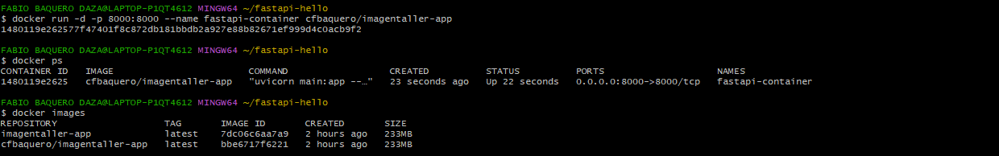 FABIO BAQUERO DAZA@LAPTOP-P1QT4612 MINGW64 ~/fastapi-hello
$ docker run -d -p 8000:8000 --name fastapi-container cfbaquero/imagentaller-app
1480119e262577f47401f8c872db181bbdb2a927e88b82671ef999d4c0acb9f2
FABIO BAQUERO DAZA@LAPTOP-P1QT4612 MINGW64 ~/fastapi-hello
$ docker ps
CONTAINER ID   IMAGE                        COMMAND                  CREATED          STATUS          PORTS                    NAMES
1480119e2625   cfbaquero/imagentaller-app   "uvicorn main:app --…"   23 seconds ago   Up 22 seconds   0.0.0.0:8000->8000/tcp   fastapi-container
FABIO BAQUERO DAZA@LAPTOP-P1QT4612 MINGW64 ~/fastapi-hello
$ docker images
REPOSITORY                   TAG       IMAGE ID       CREATED       SIZE
imagentaller-app             latest    7dc06c6aa7a9   2 hours ago   233MB
cfbaquero/imagentaller-app   latest    bbe6717f6221   2 hours ago   233MB